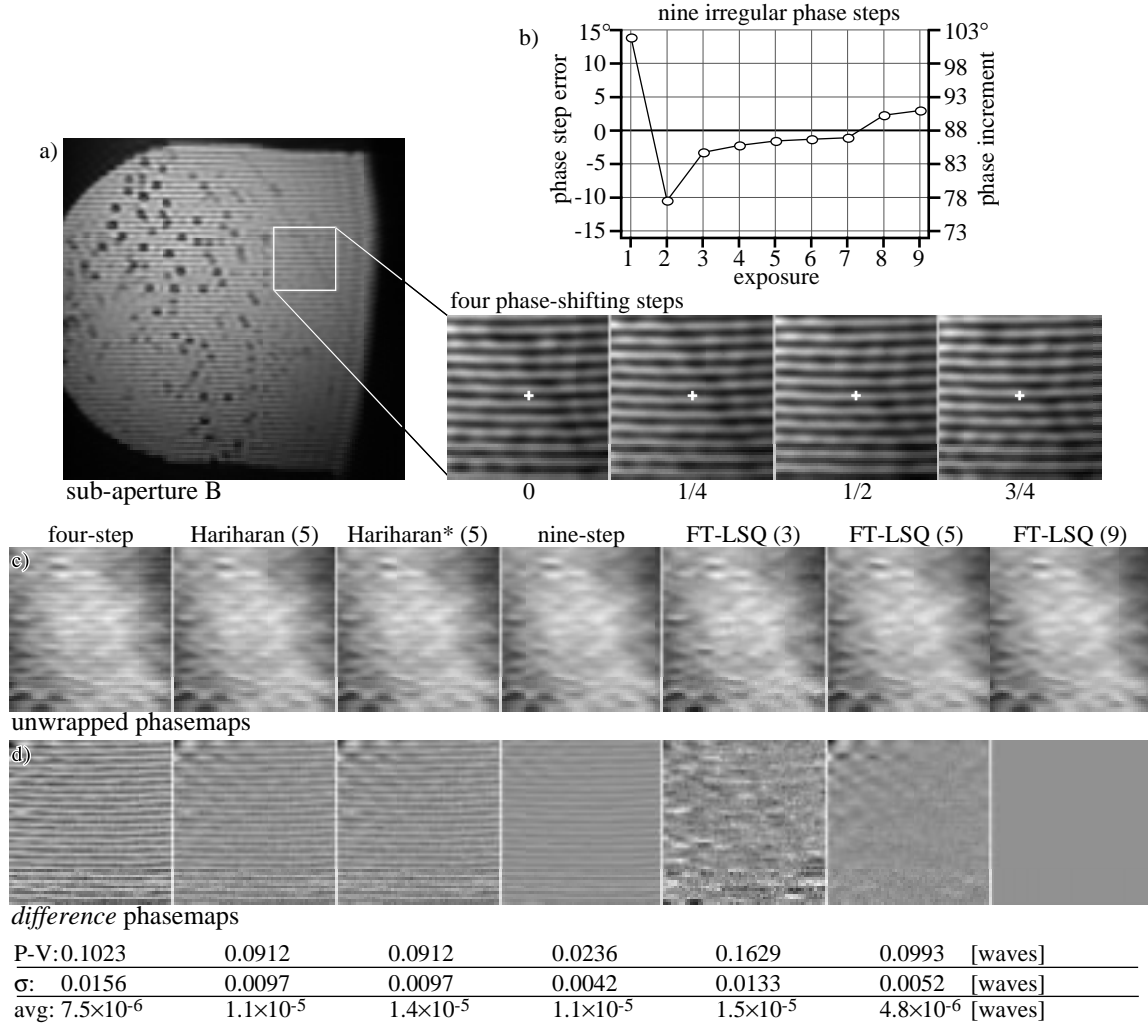 nine irregular phase steps
b)
phase step error
15°
10
5
0
-5
-10
-15
103°
98
93
88
83
78
73
phase increment
1 2 3 4 5 6 7 8 9
exposure
a)
sub-aperture B
four phase-shifting steps
0 1/4 1/2 3/4
four-step Hariharan (5) Hariharan* (5) nine-step FT-LSQ (3) FT-LSQ (5) FT-LSQ (9)
c)
unwrapped phasemaps
d)
difference phasemaps
P-V: 0.1023 0.0912 0.0912 0.0236 0.1629 0.0993 [waves]
σ: 0.0156 0.0097 0.0097 0.0042 0.0133 0.0052 [waves]
avg: 7.5×10⁻⁶ 1.1×10⁻⁵ 1.4×10⁻⁵ 1.1×10⁻⁵ 1.5×10⁻⁵ 4.8×10⁻⁶ [waves]